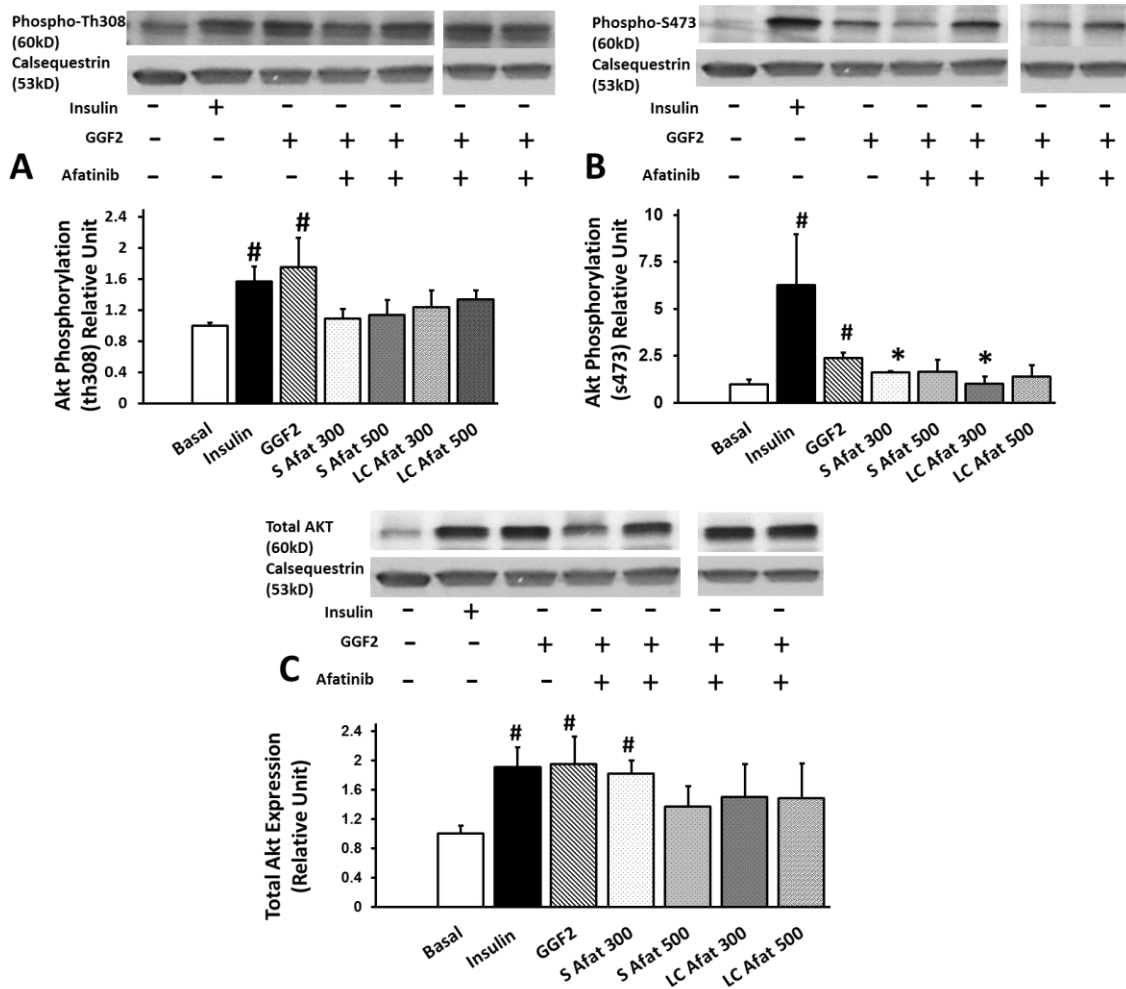 Phospho-Th308
(60kD)
Calsequestrin
(53kD)
Insulin - + - - - - -
GGF2 - - + + + + +
Afatinib - - - + + + +
A
Akt Phosphorylation
(th308) Relative Unit
2.4
2
1.6
1.2
0.8
0.4
0
# #
Basal Insulin GGF2 S Afat 300 S Afat 500 LC Afat 300 LC Afat 500
Phospho-S473
(60kD)
Calsequestrin
(53kD)
Insulin - + - - - - -
GGF2 - - + + + + +
Afatinib - - - + + + +
B
Akt Phosphorylation
(s473) Relative Unit
10
7.5
5
2.5
0
# # * *
Basal Insulin GGF2 S Afat 300 S Afat 500 LC Afat 300 LC Afat 500
Total AKT
(60kD)
Calsequestrin
(53kD)
Insulin - + - - - - -
GGF2 - - + + + + +
Afatinib - - - + + + +
C
Total Akt Expression
(Relative Unit)
2.4
2
1.6
1.2
0.8
0.4
0
# # #
Basal Insulin GGF2 S Afat 300 S Afat 500 LC Afat 300 LC Afat 500